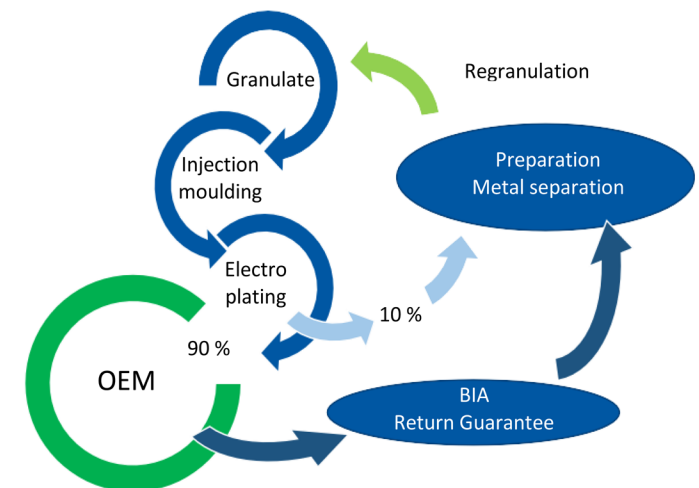 Granulate
Regranulation
Injection
moulding
Preparation
Metal separation
Electro
plating
10 %
90 %
OEM
BIA
Return Guarantee